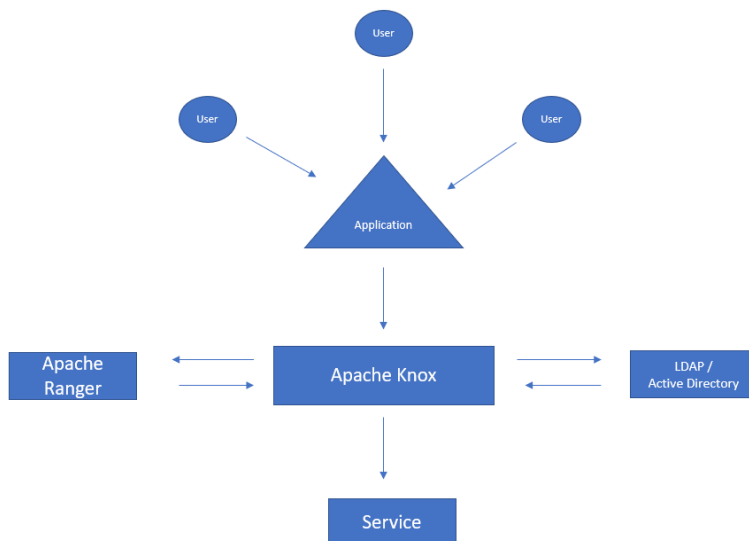 User
User
User
Application
Apache
Ranger
Apache Knox
LDAP /
Active Directory
Service